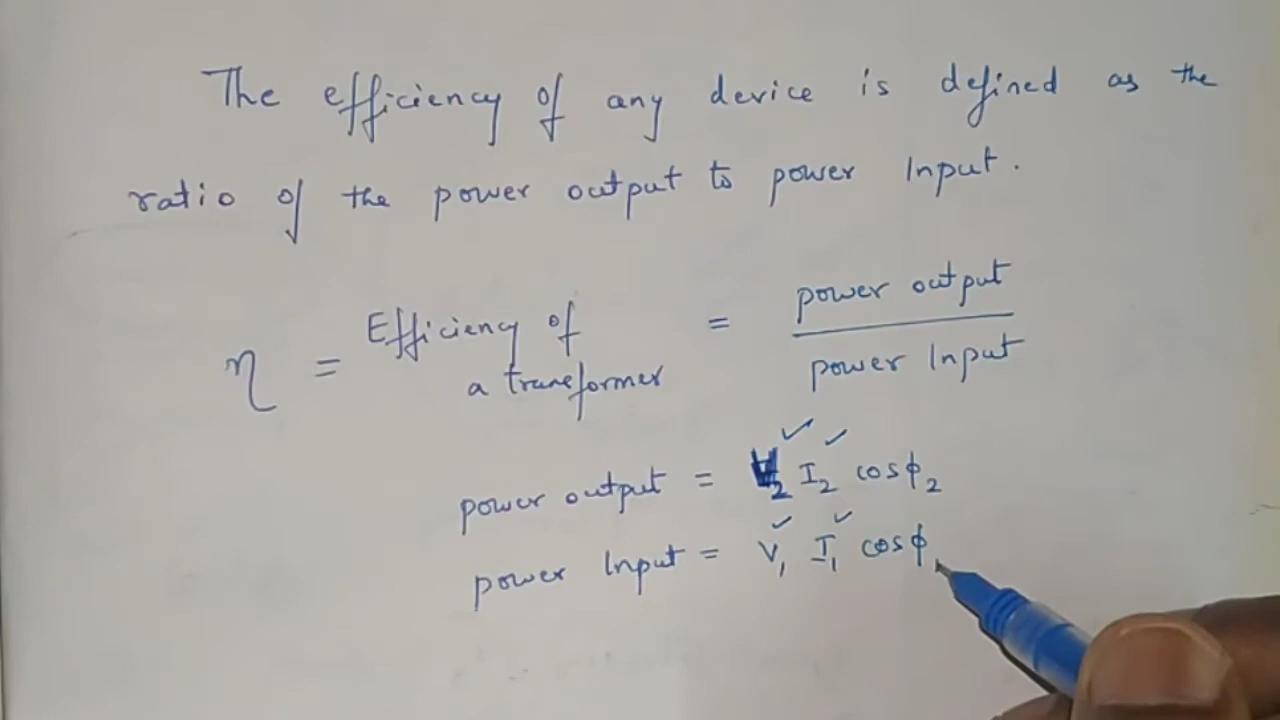 The efficiency of any device is defined as the
ratio of the power output to power Input.
η = Efficiency of a transformer = power output / power Input
power output = V₂ I₂ cosϕ₂
power Input = V₁ I₁ cosϕ₁